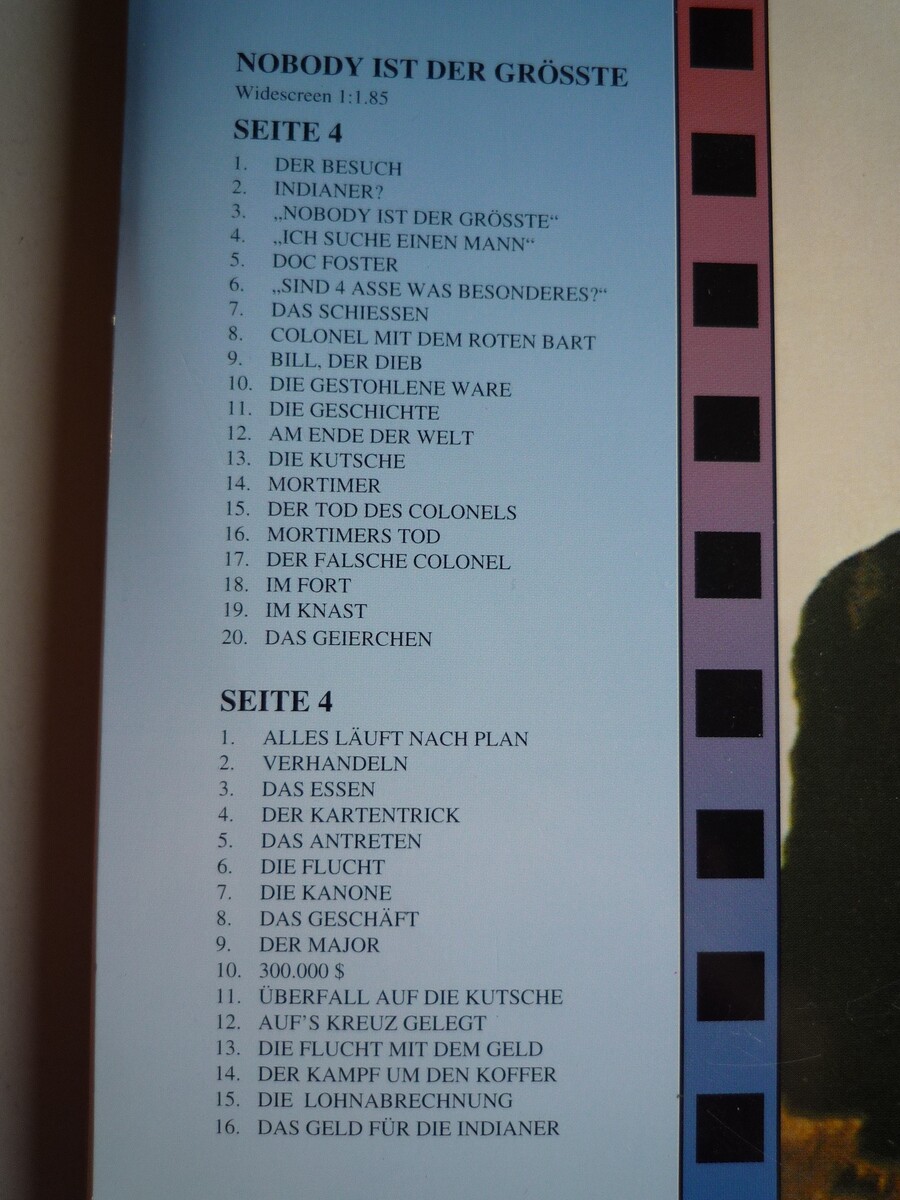 NOBODY IST DER GRÖSSTE
Widescreen 1:1.85
SEITE 4
1. DER BESUCH
2. INDIANER?
3. „NOBODY IST DER GRÖSSTE“
4. „ICH SUCHE EINEN MANN“
5. DOC FOSTER
6. „SIND 4 ASSE WAS BESONDERES?“
7. DAS SCHIESSEN
8. COLONEL MIT DEM ROTEN BART
9. BILL, DER DIEB
10. DIE GESTOHLENE WARE
11. DIE GESCHICHTE
12. AM ENDE DER WELT
13. DIE KUTSCHE
14. MORTIMER
15. DER TOD DES COLONELS
16. MORTIMERS TOD
17. DER FALSCHE COLONEL
18. IM FORT
19. IM KNAST
20. DAS GEIERCHEN
SEITE 4
1. ALLES LÄUFT NACH PLAN
2. VERHANDELN
3. DAS ESSEN
4. DER KARTENTRICK
5. DAS ANTRETEN
6. DIE FLUCHT
7. DIE KANONE
8. DAS GESCHÄFT
9. DER MAJOR
10. 300.000 $
11. ÜBERFALL AUF DIE KUTSCHE
12. AUF’S KREUZ GELEGT
13. DIE FLUCHT MIT DEM GELD
14. DER KAMPF UM DEN KOFFER
15. DIE LOHNABRECHNUNG
16. DAS GELD FÜR DIE INDIANER